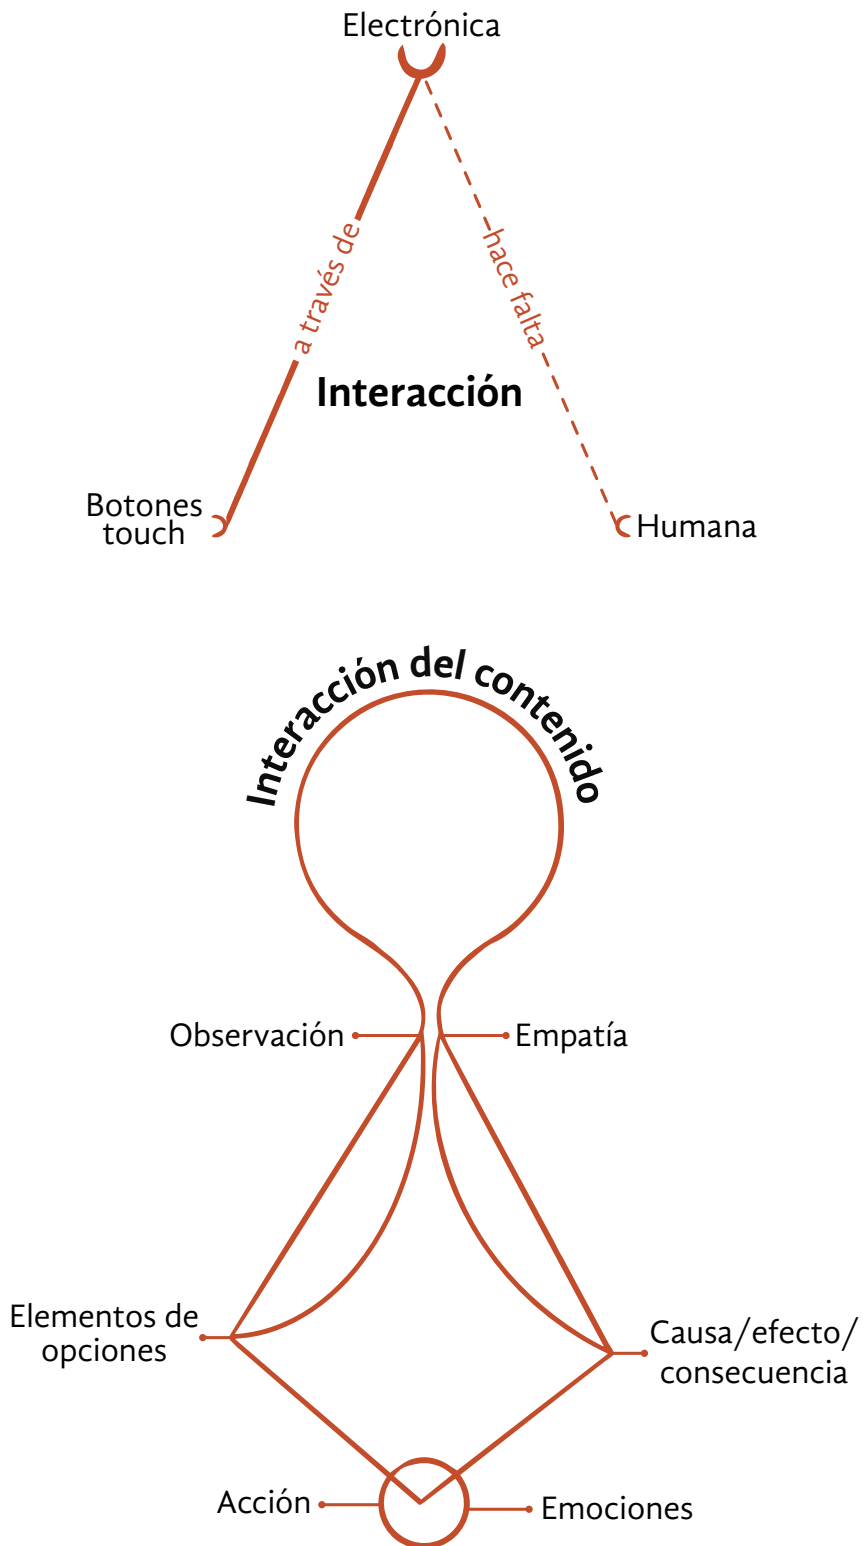 Electrónica
a través de
hace falta
Interacción
Botones
touch
Humana
Interacción del contenido
Observación
Empatía
Elementos de
opciones
Causa/efecto/
consecuencia
Acción
Emociones